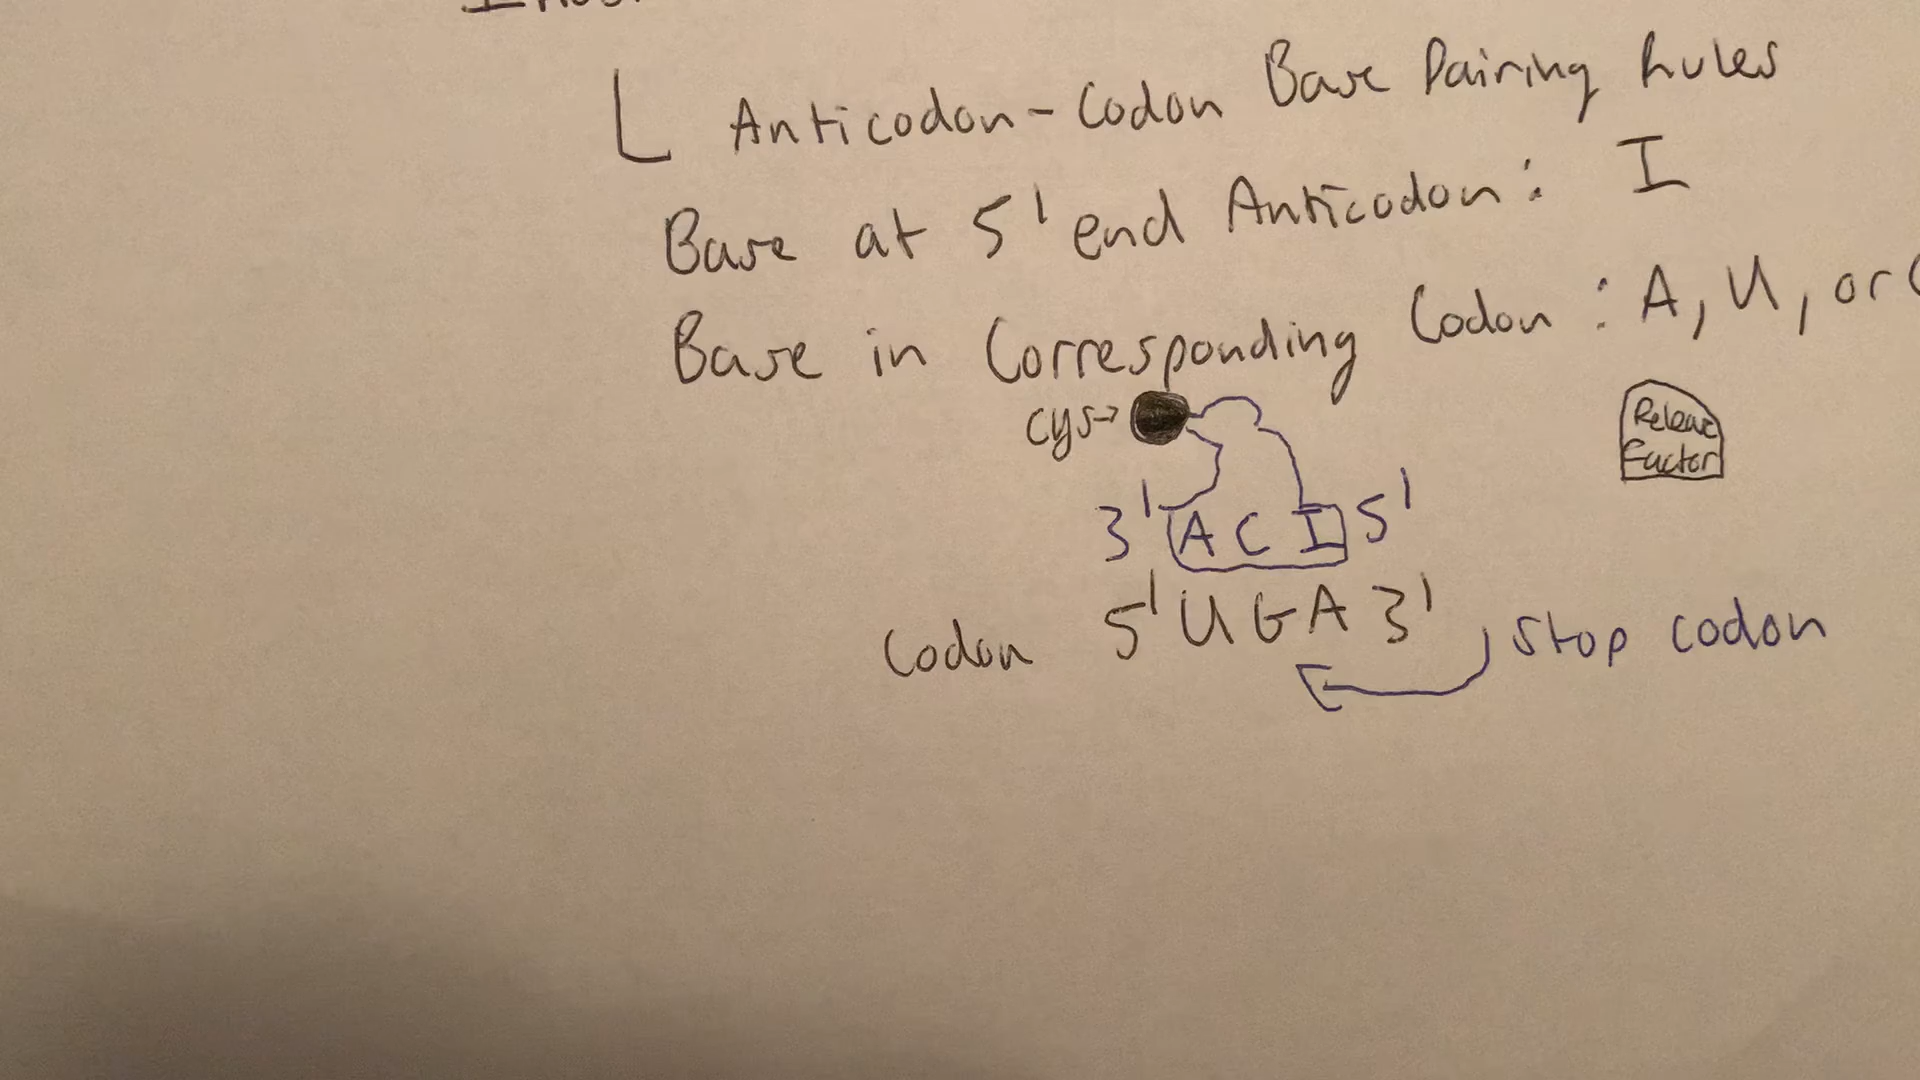 L Anticodon-Codon Base Pairing Rules
Base at 5' end Anticodon: I
Base in Corresponding Codon: A, U, or
cys→
Release
Factor
3' A C I 5'
Codon 5' U G A 3'
stop codon